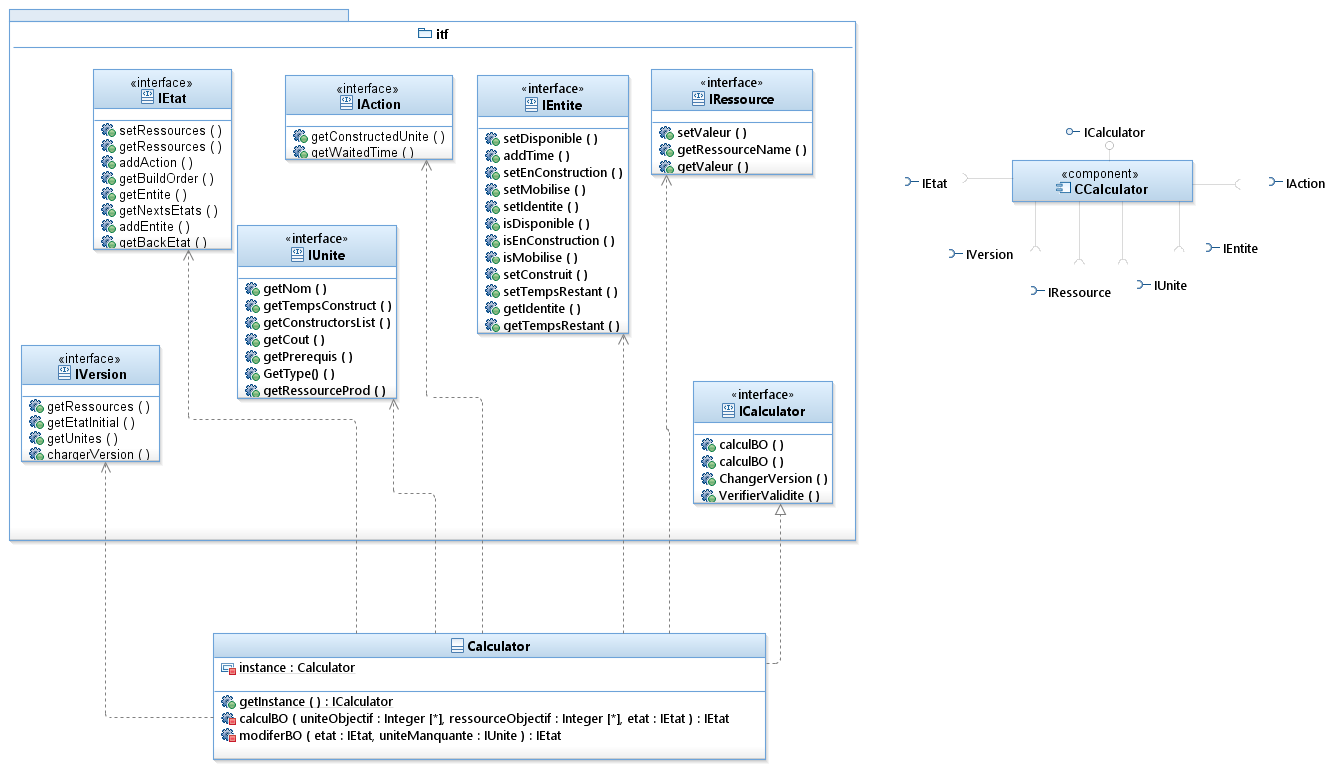 itf
«interface»
IEtat
setRessources ( )
getRessources ( )
addAction ( )
getBuildOrder ( )
getEntite ( )
getNextsEtats ( )
addEntite ( )
getBackEtat ( )
«interface»
IAction
getConstructedUnite ( )
getWaitedTime ( )
«interface»
IEntite
setDisponible ( )
addTime ( )
setEnConstruction ( )
setMobilise ( )
setIdentite ( )
isDisponible ( )
isEnConstruction ( )
isMobilise ( )
setConstruit ( )
setTempsRestant ( )
getIdentite ( )
getTempsRestant ( )
«interface»
IRessource
setValeur ( )
getRessourceName ( )
getValeur ( )
«interface»
IUnite
getNom ( )
getTempsConstruct ( )
getConstructorsList ( )
getCout ( )
getPrerequis ( )
GetType() ( )
getRessourceProd ( )
«interface»
IVersion
getRessources ( )
getEtatInitial ( )
getUnites ( )
chargerVersion ( )
«interface»
ICalculator
calculBO ( )
calculBO ( )
ChangerVersion ( )
VerifierValidite ( )
Calculator
instance : Calculator
getInstance ( ) : ICalculator
calculBO ( uniteObjectif : Integer [*], ressourceObjectif : Integer [*], etat : IEtat ) : IEtat
modiferBO ( etat : IEtat, uniteManquante : IUnite ) : IEtat
ICalculator
«component»
CCalculator
IEtat
IAction
IVersion
IRessource
IUnite
IEntite